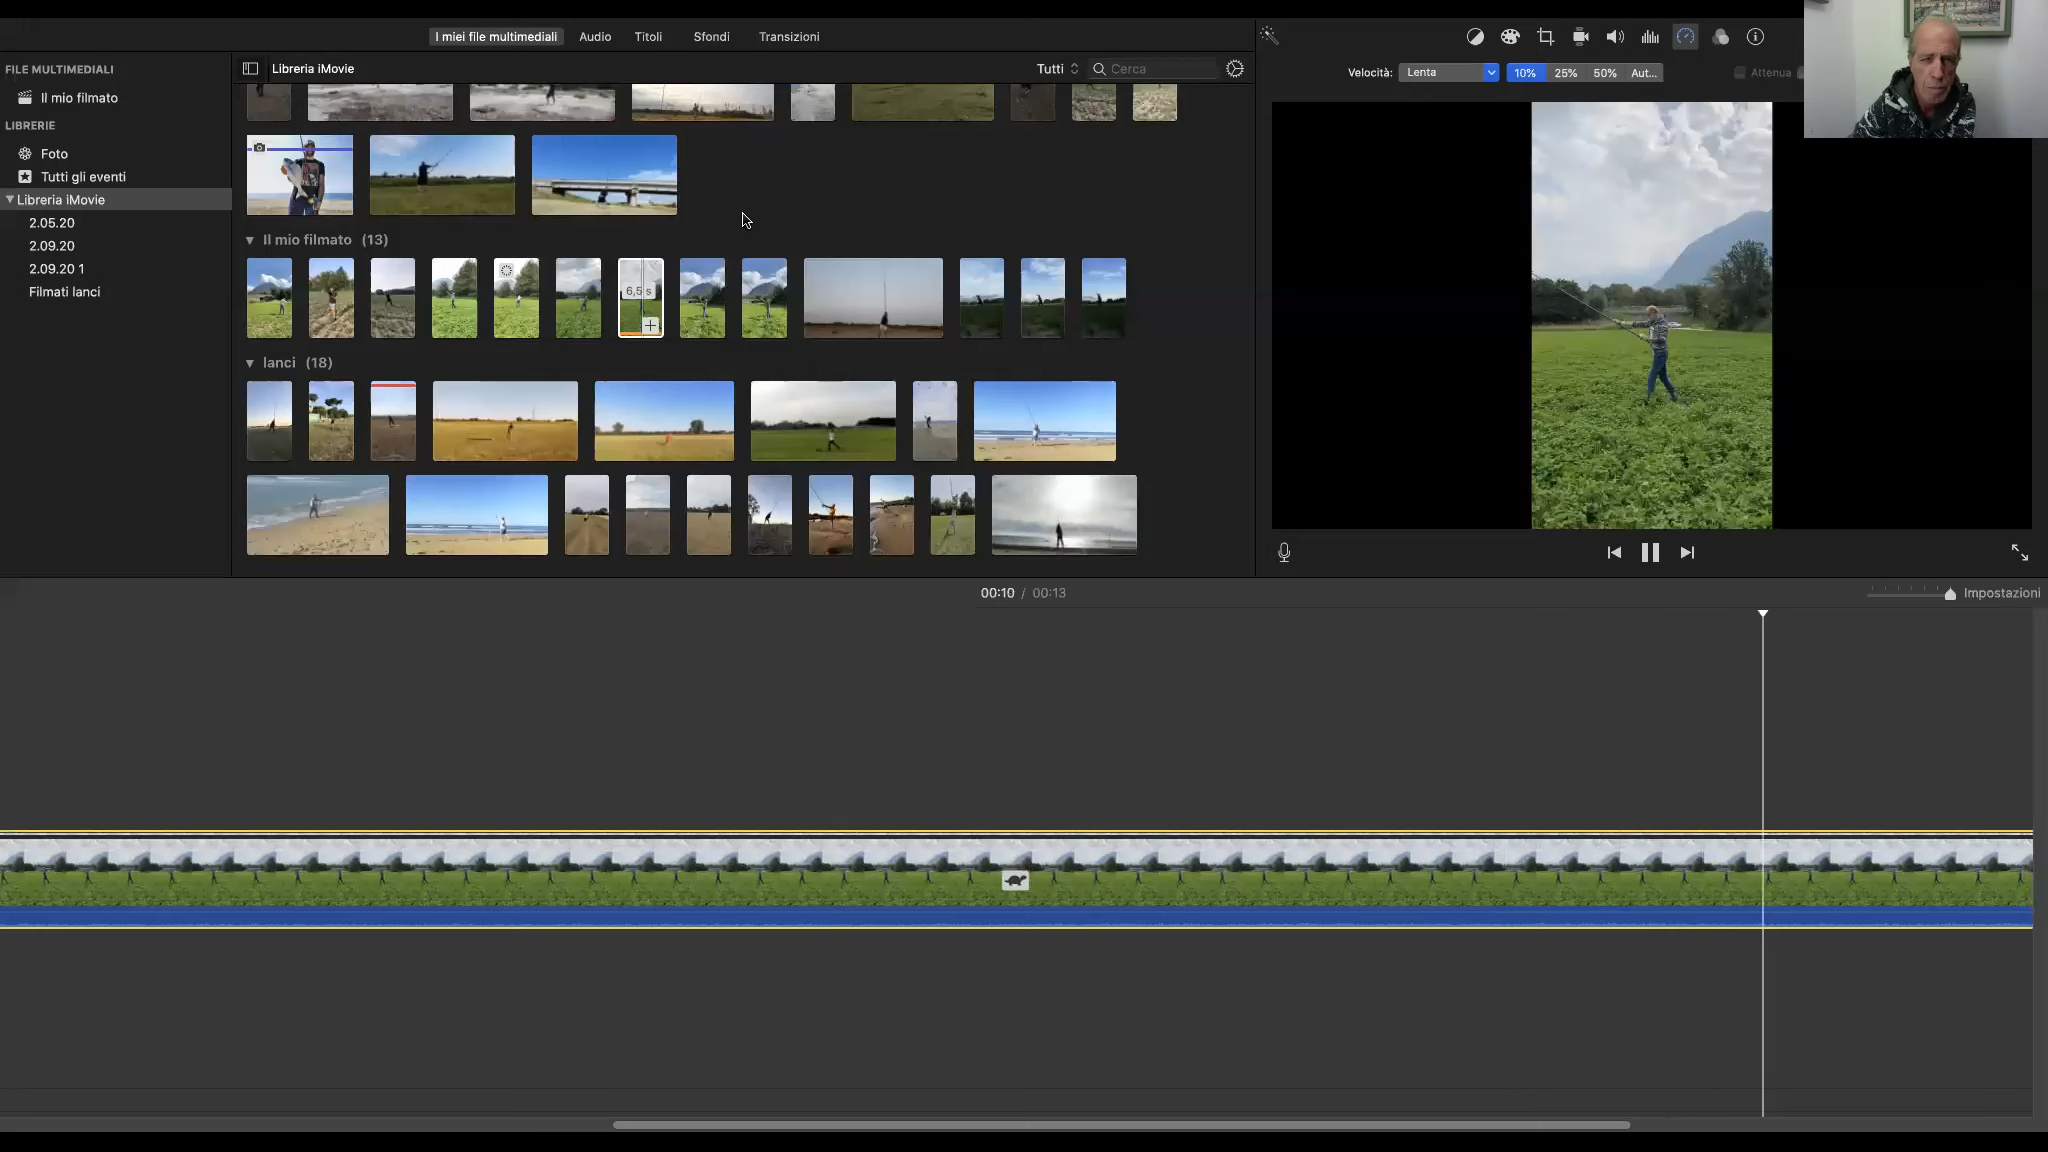 I miei file multimediali
Audio
Titoli
Sfondi
Transizioni
FILE MULTIMEDIALI
Il mio filmato
LIBRERIE
Foto
Tutti gli eventi
Libreria iMovie
2.05.20
2.09.20
2.09.20 1
Filmati lanci
Libreria iMovie
Tutti
Cerca
Il mio filmato (13)
6,5 s
lanci (18)
Velocità:
Lenta
10%
25%
50%
Aut...
Attenua
00:10 / 00:13
Impostazioni